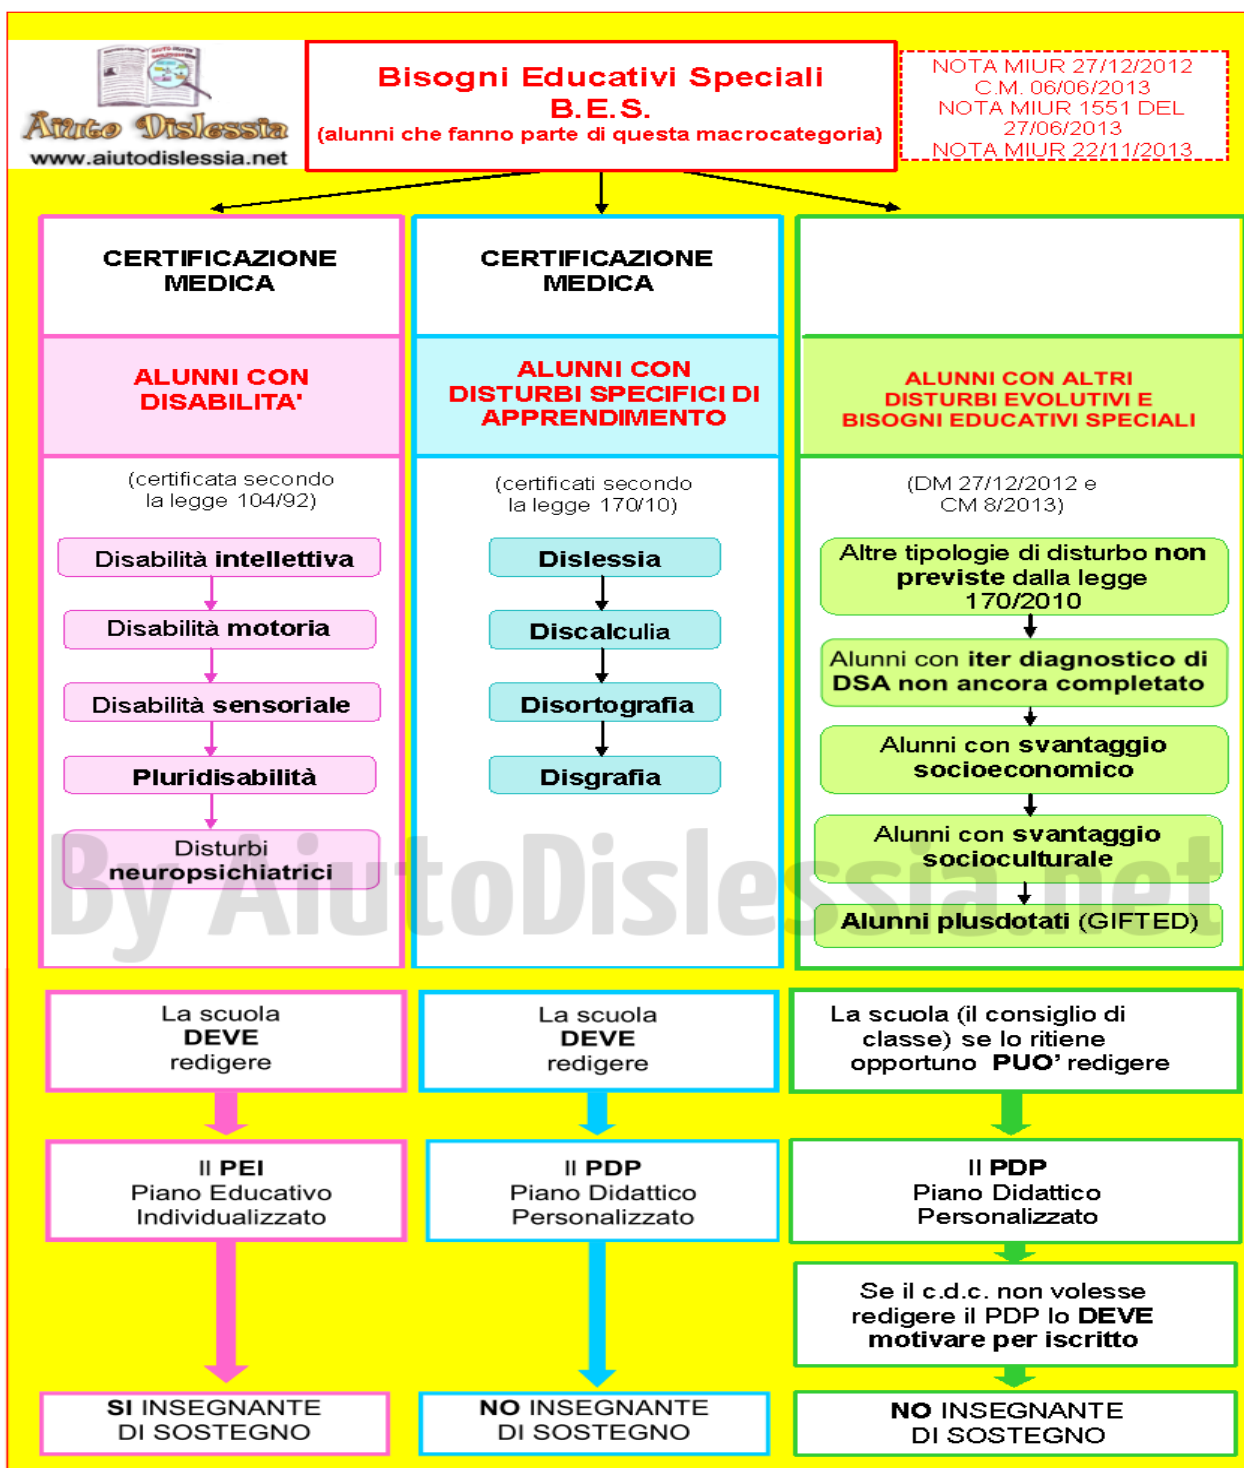 Aiuto Dislessia
www.aiutodislessia.net
Bisogni Educativi Speciali
B.E.S.
(alunni che fanno parte di questa macrocategoria)
NOTA MIUR 27/12/2012
C.M. 06/06/2013
NOTA MIUR 1551 DEL
27/06/2013
NOTA MIUR 22/11/2013
CERTIFICAZIONE
MEDICA
ALUNNI CON
DISABILITA'
(certificata secondo
la legge 104/92)
Disabilità intellettiva
Disabilità motoria
Disabilità sensoriale
Pluridisabilità
Disturbi
neuropsichiatrici
La scuola
DEVE
redigere
Il PEI
Piano Educativo
Individualizzato
SI INSEGNANTE
DI SOSTEGNO
CERTIFICAZIONE
MEDICA
ALUNNI CON
DISTURBI SPECIFICI DI
APPRENDIMENTO
(certificati secondo
la legge 170/10)
Dislessia
Discalculia
Disortografia
Disgrafia
La scuola
DEVE
redigere
Il PDP
Piano Didattico
Personalizzato
NO INSEGNANTE
DI SOSTEGNO
ALUNNI CON ALTRI
DISTURBI EVOLUTIVI E
BISOGNI EDUCATIVI SPECIALI
(DM 27/12/2012 e
CM 8/2013)
Altre tipologie di disturbo non
previste dalla legge
170/2010
Alunni con iter diagnostico di
DSA non ancora completato
Alunni con svantaggio
socioeconomico
Alunni con svantaggio
socioculturale
Alunni plusdotati (GIFTED)
La scuola (il consiglio di
classe) se lo ritiene
opportuno PUO' redigere
Il PDP
Piano Didattico
Personalizzato
Se il c.d.c. non volesse
redigere il PDP lo DEVE
motivare per iscritto
NO INSEGNANTE
DI SOSTEGNO
By AiutoDislessia.net